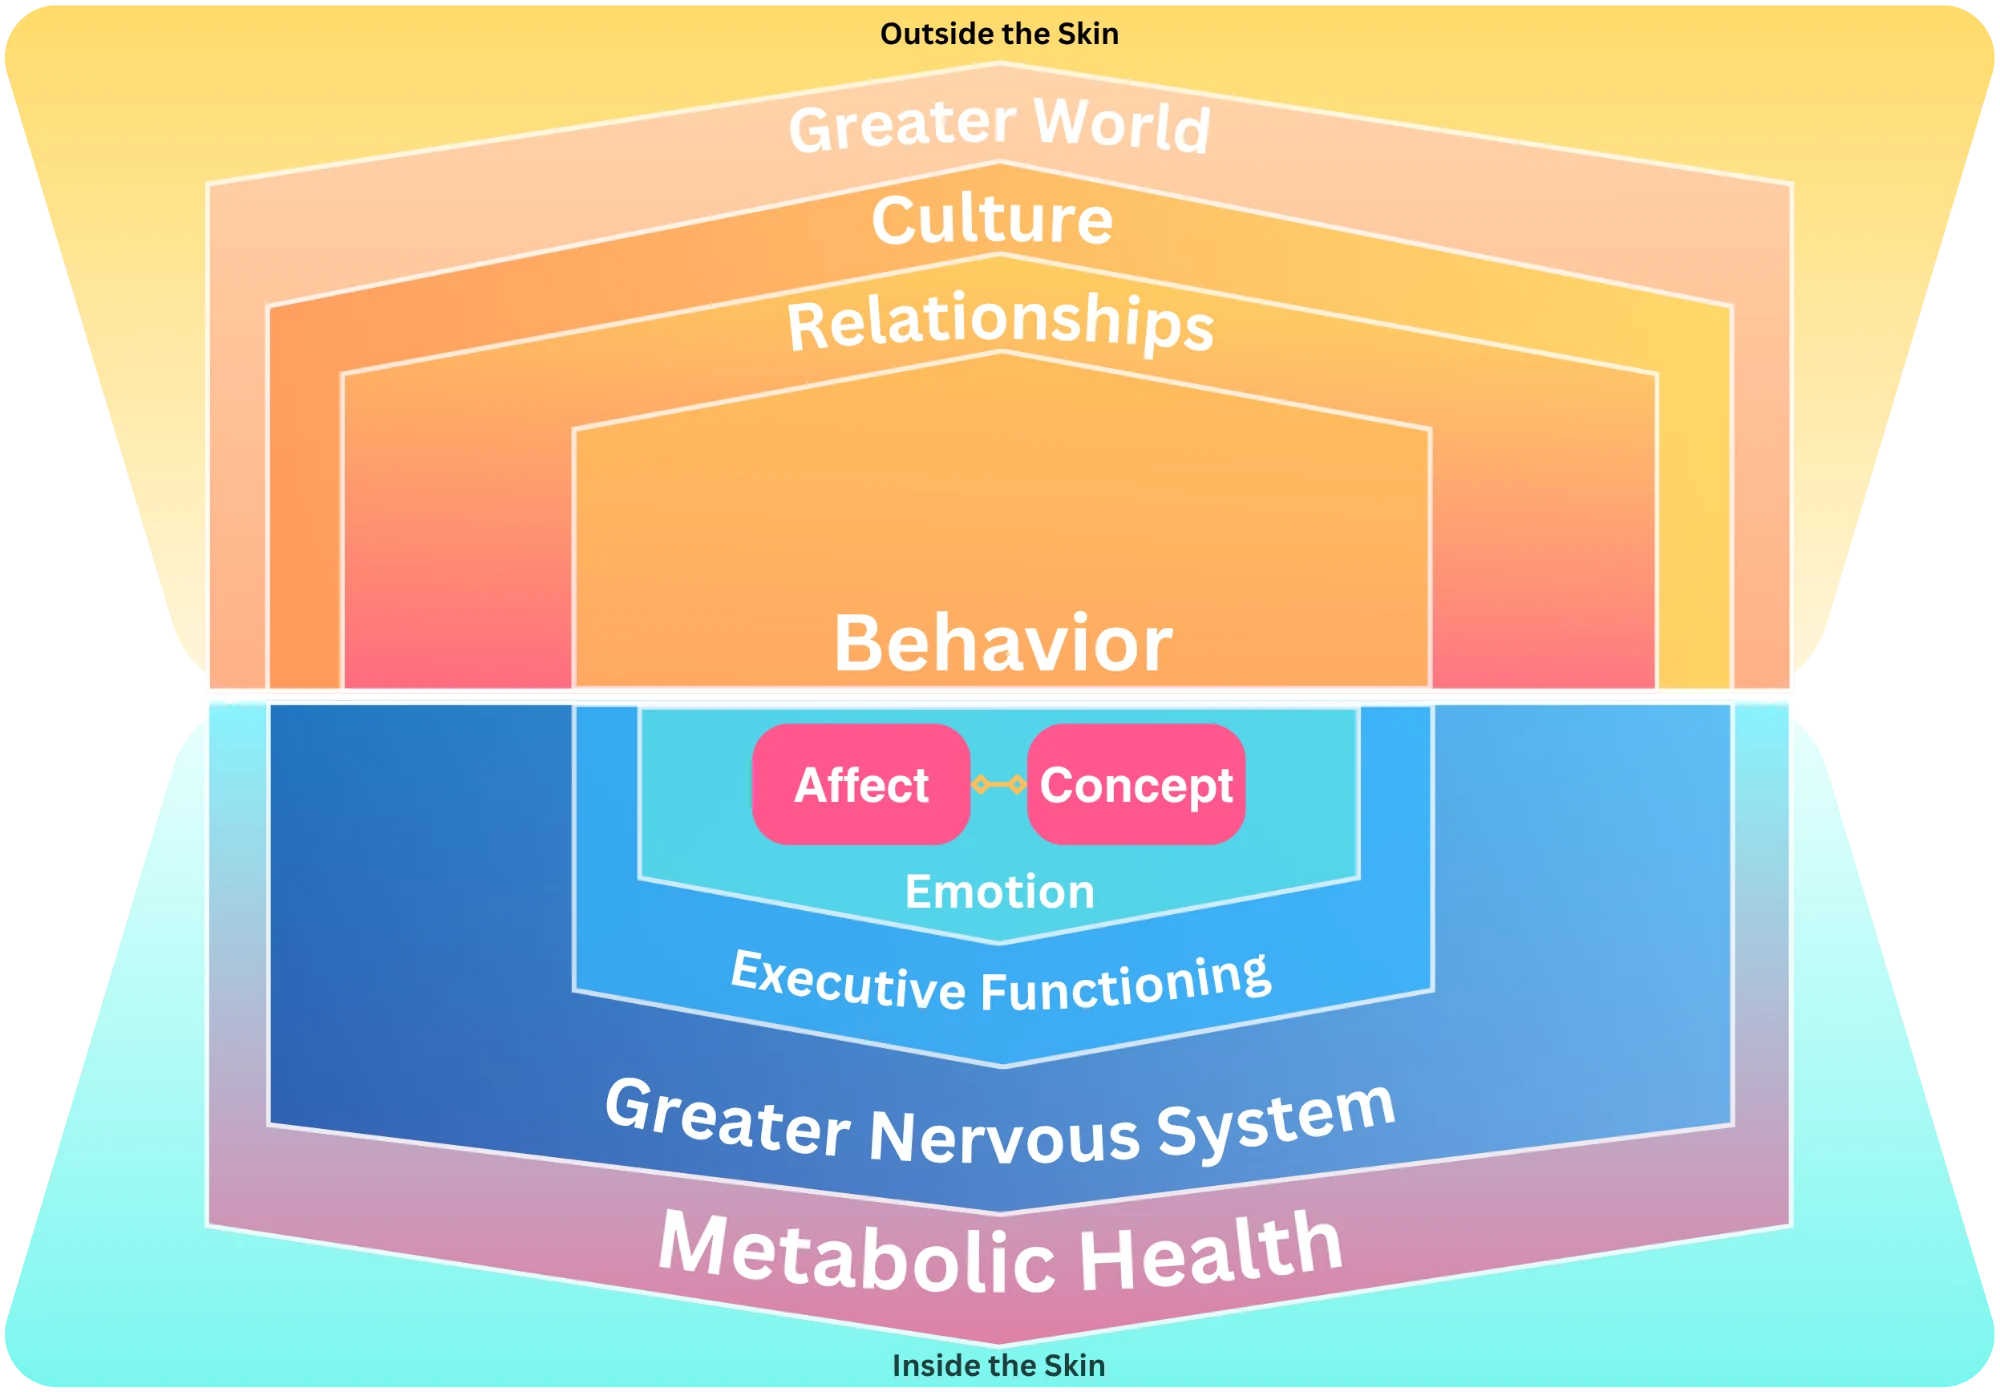 Outside the Skin
Greater World
Culture
Relationships
Behavior
Affect
Concept
Emotion
Executive Functioning
Greater Nervous System
Metabolic Health
Inside the Skin